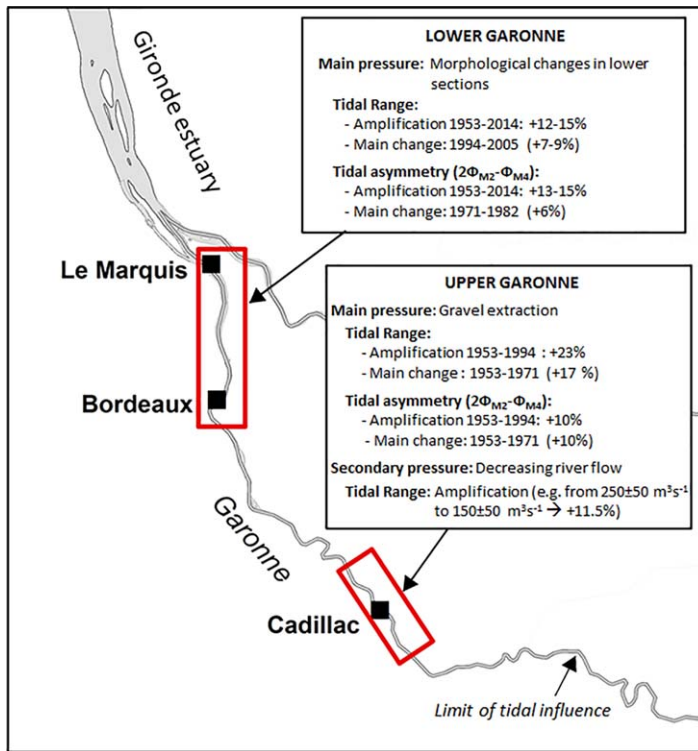 Gironde estuary
LOWER GARONNE
Main pressure: Morphological changes in lower
sections
Tidal Range:
- Amplification 1953-2014: +12-15%
- Main change: 1994-2005 (+7-9%)
Tidal asymmetry (2ΦM2-ΦM4):
- Amplification 1953-2014: +13-15%
- Main change: 1971-1982 (+6%)
Le Marquis
Bordeaux
UPPER GARONNE
Main pressure: Gravel extraction
Tidal Range:
- Amplification 1953-1994 : +23%
- Main change : 1953-1971 (+17 %)
Tidal asymmetry (2ΦM2-ΦM4):
- Amplification 1953-1994: +10%
- Main change: 1953-1971 (+10%)
Secondary pressure: Decreasing river flow
Tidal Range: Amplification (e.g. from 250±50 m³s⁻¹
to 150±50 m³s⁻¹ → +11.5%)
Garonne
Cadillac
Limit of tidal influence